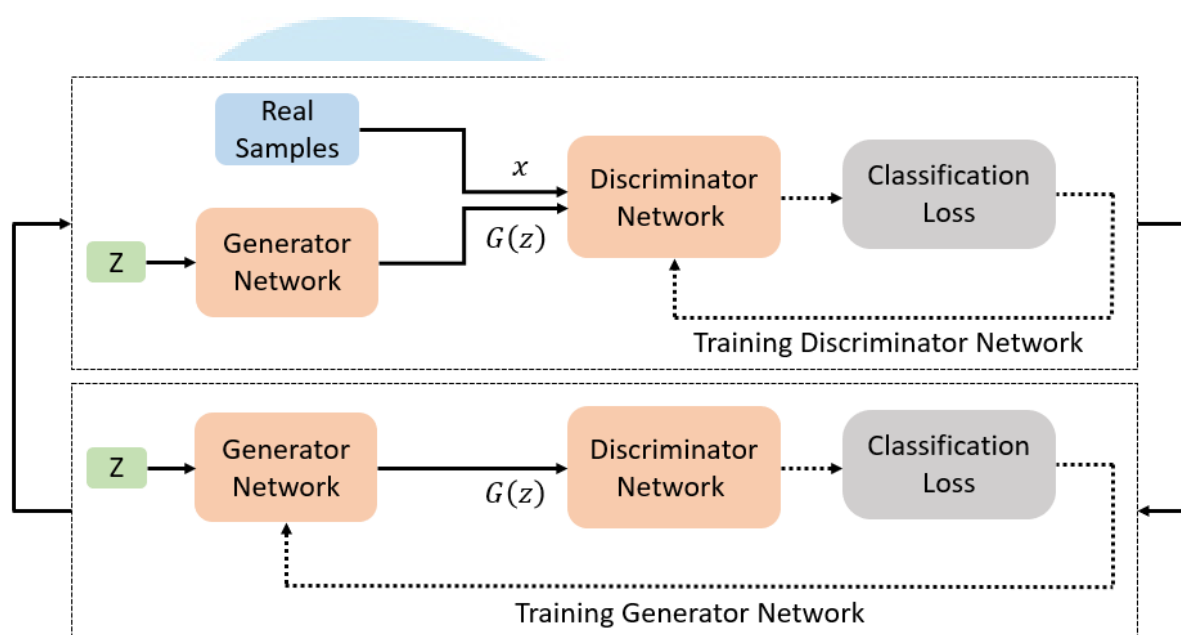 Real
Samples
x
Discriminator
Network
Classification
Loss
Z
Generator
Network
G(z)
Training Discriminator Network
Z
Generator
Network
G(z)
Discriminator
Network
Classification
Loss
Training Generator Network